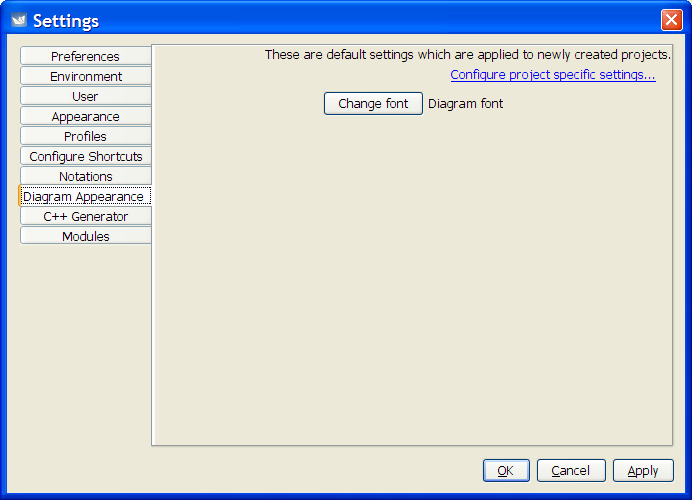 Settings
Preferences
Environment
User
Appearance
Profiles
Configure Shortcuts
Notations
Diagram Appearance
C++ Generator
Modules
These are default settings which are applied to newly created projects.
Configure project specific settings...
Change font Diagram font
OK Cancel Apply